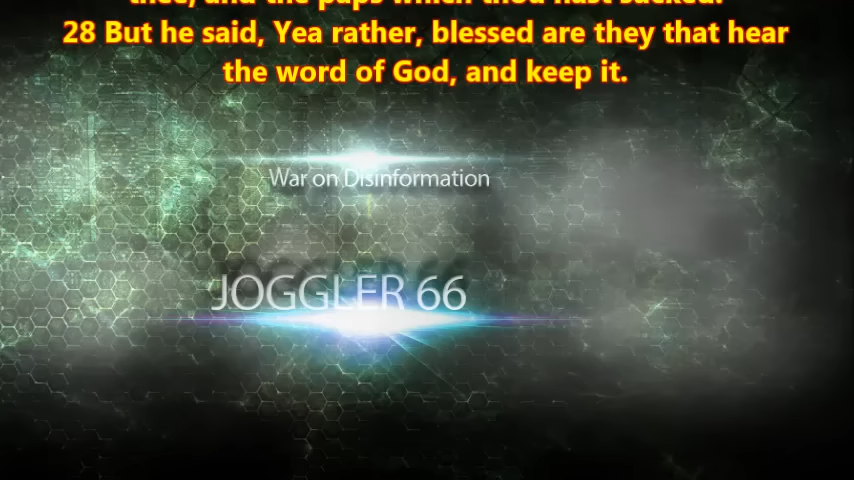 thee, and the paps which thou hast sucked.
28 But he said, Yea rather, blessed are they that hear
the word of God, and keep it.
War on Disinformation
JOGGLER 66